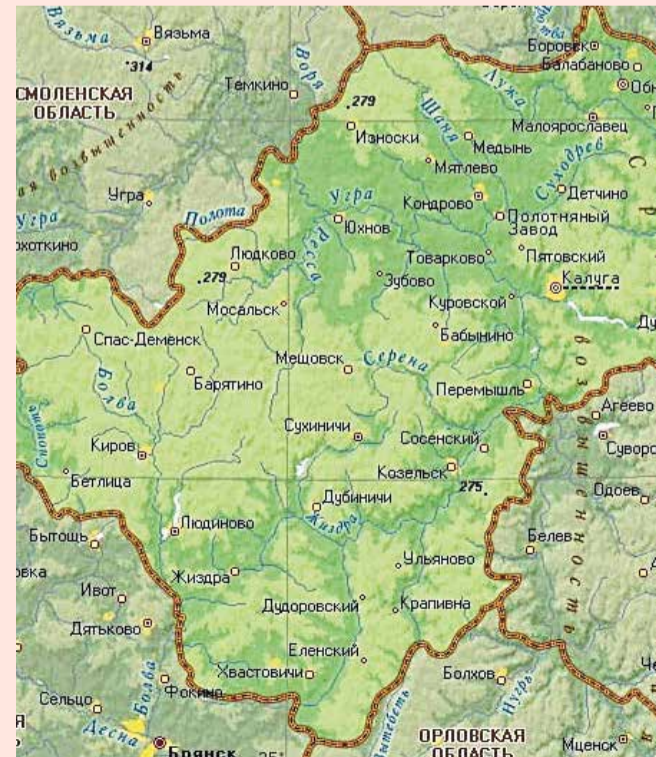 Вязьма
Вязьма
314
СМОЛЕНСКАЯ
ОБЛАСТЬ
Темкино
Воря
279
Износки
Боровск
Балабаново
Лужа
Малоярославец
Шаня
Медынь
Мятлево
Суходрев
Детчино
Кондрово
Полотняный
Завод
Угра
Угра
Полота
Угра
Юхнов
Ресса
Товарково
Пятовский
Людково
279
Зубово
Калуга
Мосальск
Куровской
Бабынино
Спас-Деменск
Мещовск
Серена
Барятино
Болва
Перемышль
возвышенность
Агеево
Сухиничи
Сосенский
Киров
Козельск
275
Бетлица
Одоев
Дубиничи
Жиздра
Людиново
Бытошь
Белев
Ульяново
Жиздра
Ивот
Дудоровский
Крапивна
Дятьково
Еленский
Хвастовичи
Болхов
Фокино
Болва
Нугрь
Сельцо
Десна
Брянск
ОРЛОВСКАЯ
ОБЛАСТЬ
Мценск